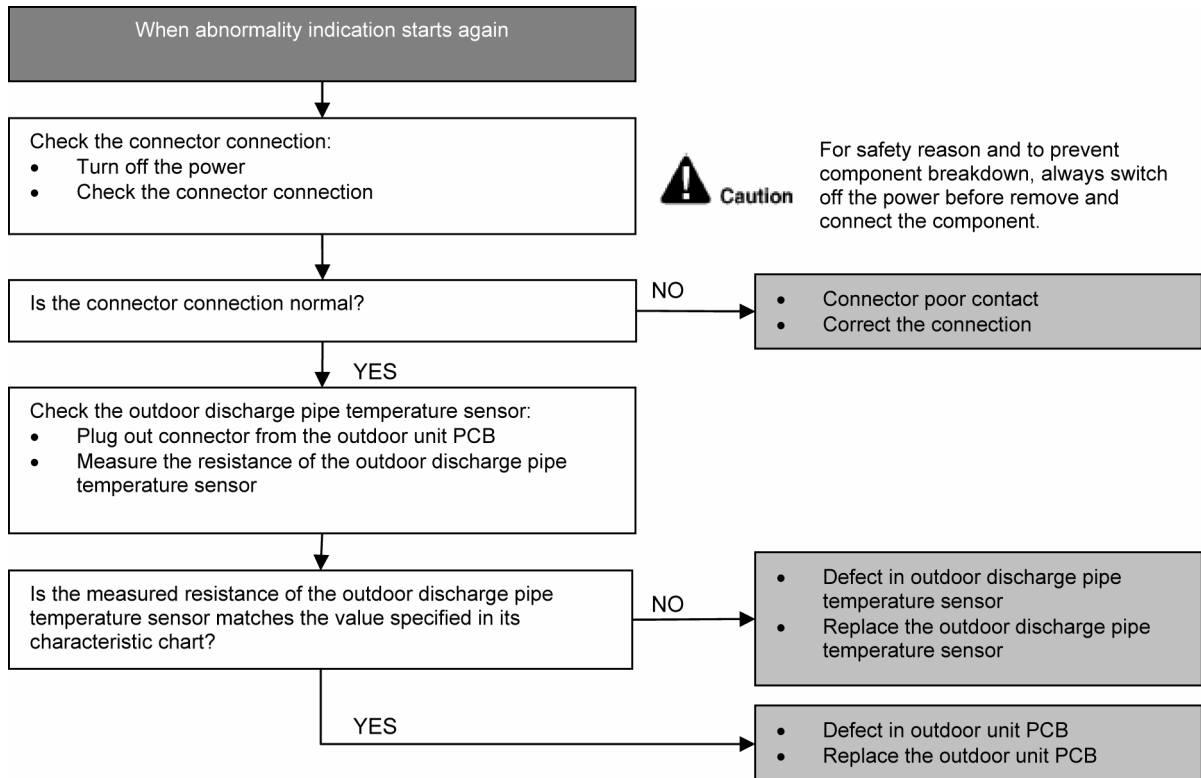 When abnormality indication starts again
Check the connector connection:
• Turn off the power
• Check the connector connection
Caution
For safety reason and to prevent
component breakdown, always switch
off the power before remove and
connect the component.
Is the connector connection normal?
NO
• Connector poor contact
• Correct the connection
YES
Check the outdoor discharge pipe temperature sensor:
• Plug out connector from the outdoor unit PCB
• Measure the resistance of the outdoor discharge pipe
temperature sensor
Is the measured resistance of the outdoor discharge pipe
temperature sensor matches the value specified in its
characteristic chart?
NO
• Defect in outdoor discharge pipe
temperature sensor
• Replace the outdoor discharge pipe
temperature sensor
YES
• Defect in outdoor unit PCB
• Replace the outdoor unit PCB